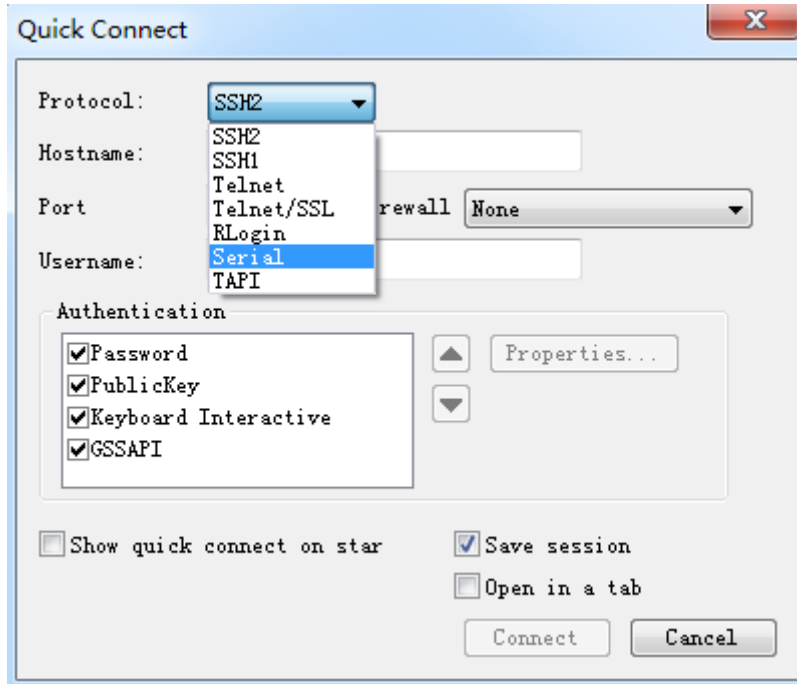 Quick Connect
Protocol: SSH2
SSH2
Hostname:
SSH1
Telnet
Port Telnet/SSL rewall None
RLogin
Username: Serial
TAPI
Authentication
Password
Properties...
PublicKey
Keyboard Interactive
GSSAPI
Show quick connect on star Save session
Open in a tab
Connect Cancel